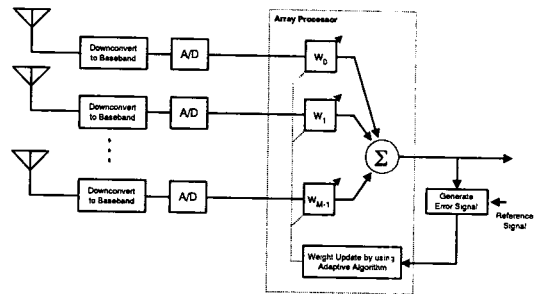 Array Processor
Downconvert
to Baseband
A/D
W0
Downconvert
to Baseband
A/D
W1
Downconvert
to Baseband
A/D
WM-1
Σ
Generate
Error Signal
Reference
Signal
Weight Update by using
Adaptive Algorithm